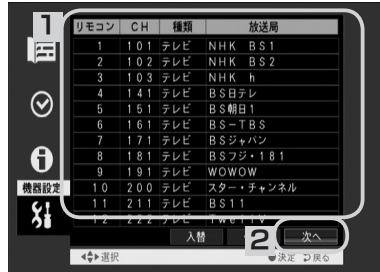 1
リモコン CH 種類 放送局
1 101 テレビ NHK BS1
2 102 テレビ NHK BS2
3 103 テレビ NHK h
4 141 テレビ BS日テレ
5 151 テレビ BS朝日1
6 161 テレビ BS-TBS
7 171 テレビ BSジャパン
8 181 テレビ BSフジ・181
9 191 テレビ WOWOW
10 200 テレビ スター・チャンネル
11 211 テレビ BS11
12 222 テレビ TwellV
機器設定
入替
2 次へ
選択
決定 戻る